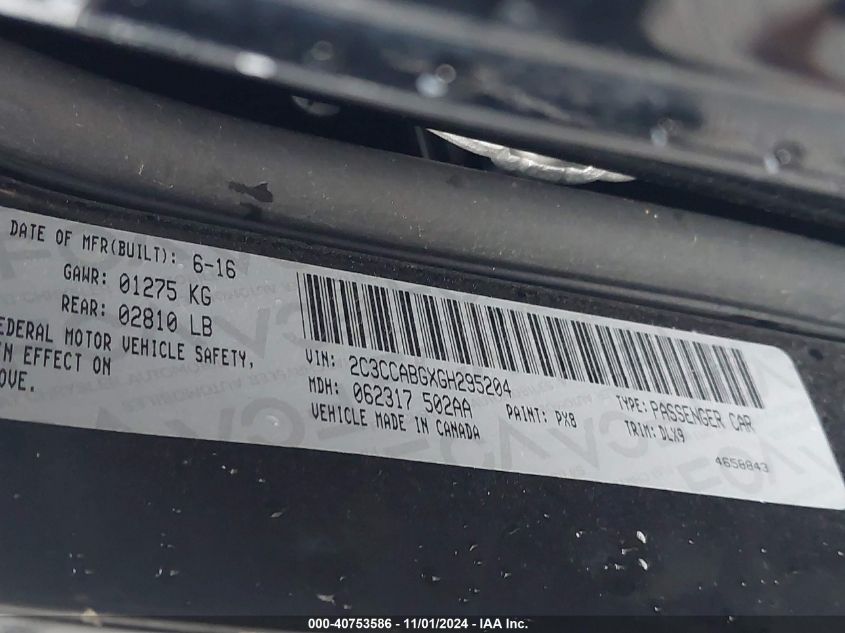 DATE OF MFR(BUILT): 6-16
GAWR: 01275 KG
REAR: 02810 LB
EDERAL MOTOR VEHICLE SAFETY,
N EFFECT ON
OVE.
VIN: 2C3CCABGXGH295204
MDH: 062317 502AA
PAINT: PX8
TYPE: PASSENGER CAR
VEHICLE MADE IN CANADA
TRIM: DLX9
4658843
000-40753586 - 11/01/2024 - IAA Inc.